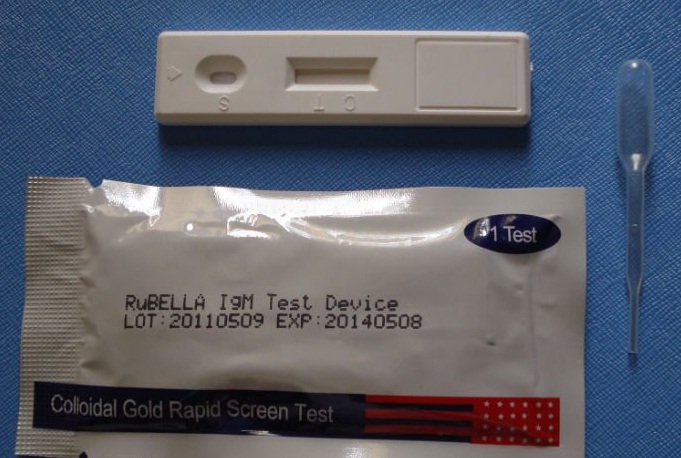 S T C
1 Test
RuBELLA IgM Test Device
LOT:20110509 EXP:20140508
Colloidal Gold Rapid Screen Test